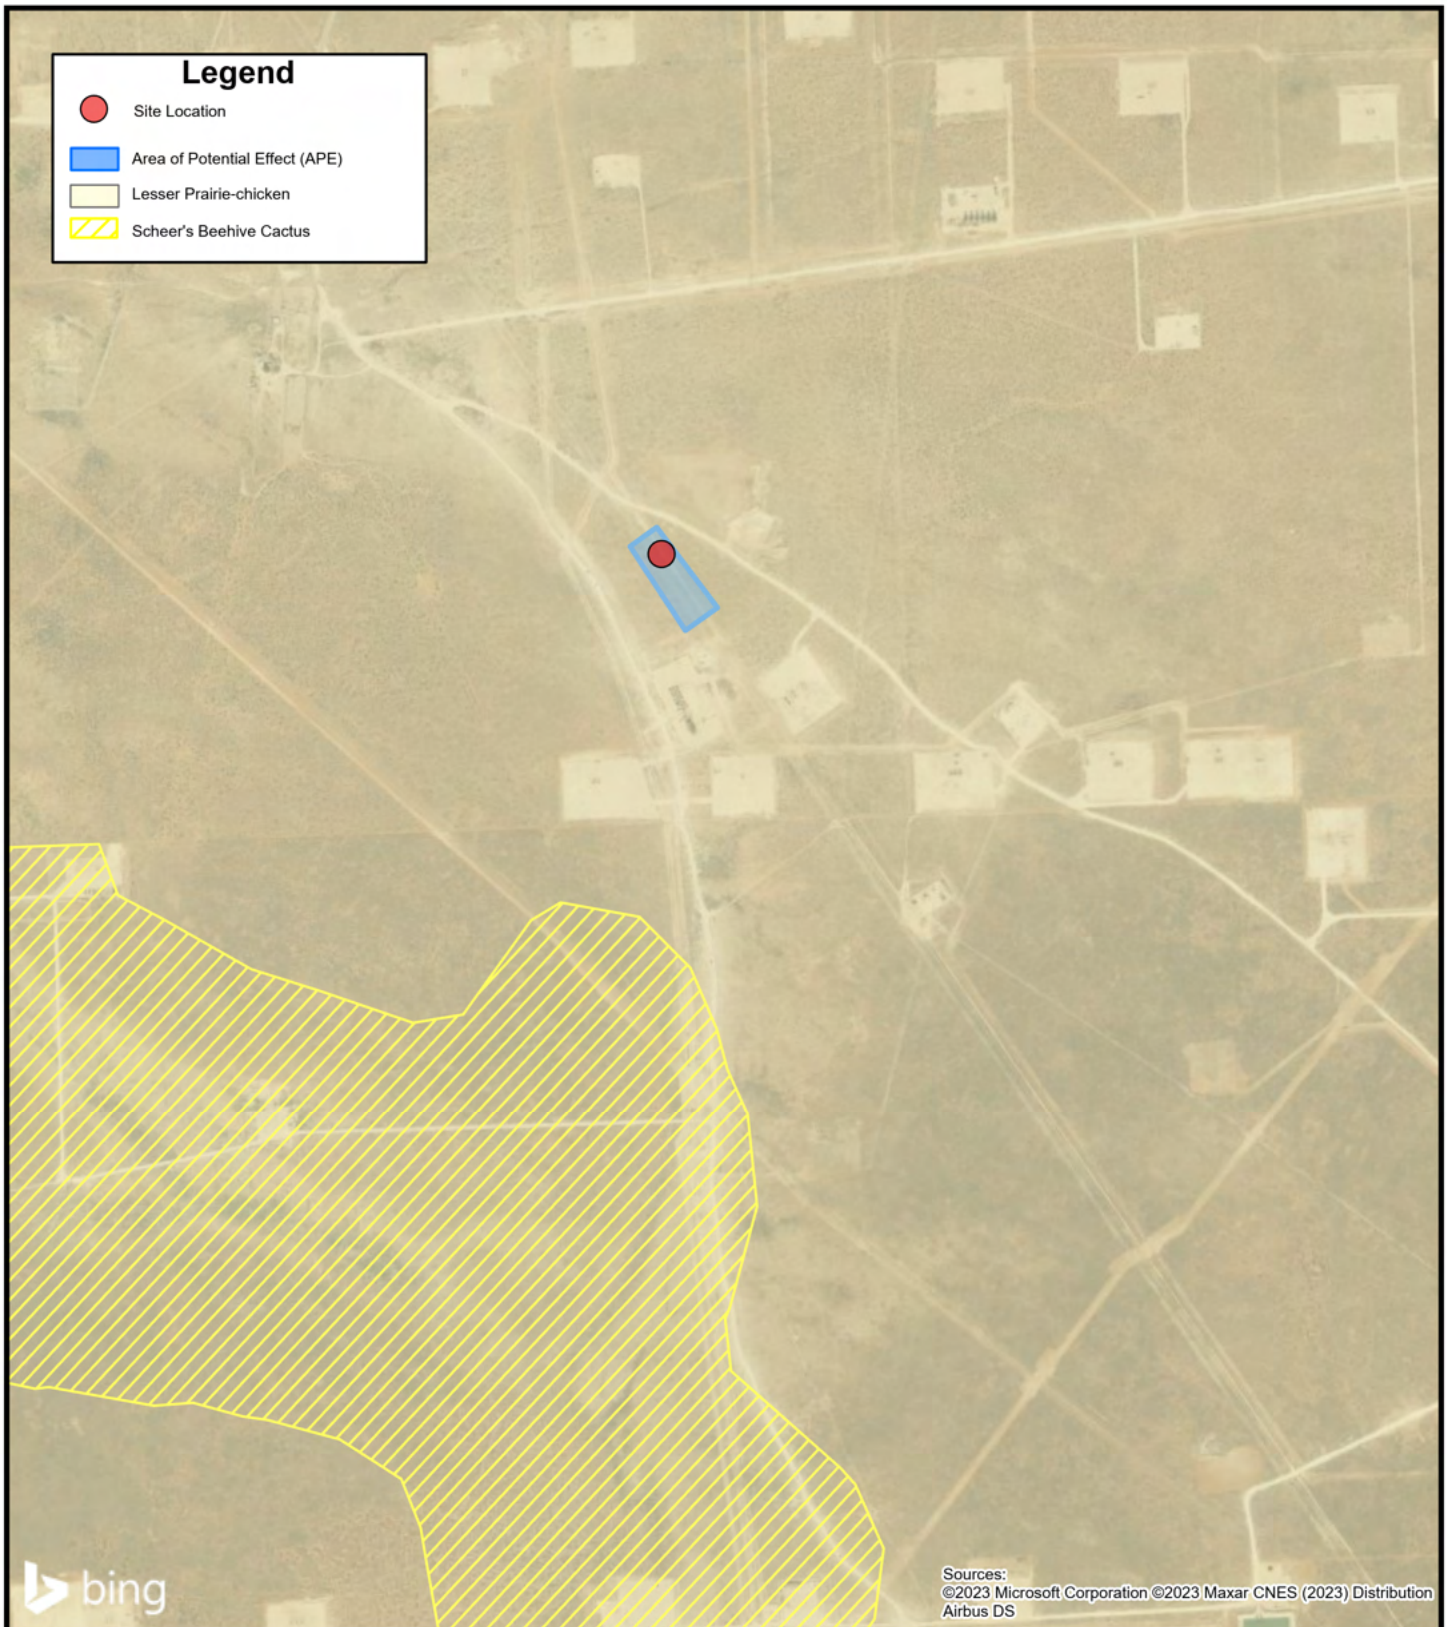 Legend
Site Location
Area of Potential Effect (APE)
Lesser Prairie-chicken
Scheer's Beehive Cactus
bing
Sources:
©2023 Microsoft Corporation ©2023 Maxar CNES (2023) Distribution
Airbus DS